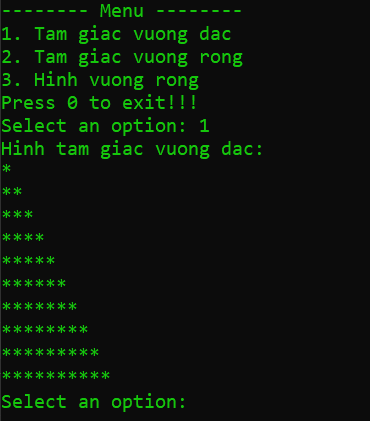 -------- Menu --------
1. Tam giac vuong dac
2. Tam giac vuong rong
3. Hinh vuong rong
Press 0 to exit!!!
Select an option: 1
Hinh tam giac vuong dac:
*
**
***
****
*****
******
*******
********
*********
**********
Select an option: